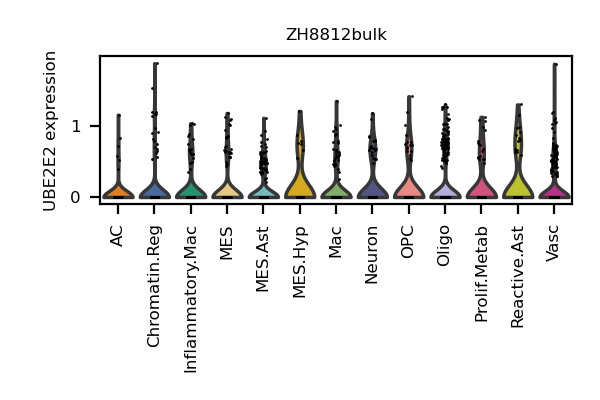 ZH8812bulk
UBE2E2 expression
1
0
AC
Chromatin.Reg
Inflammatory.Mac
MES
MES.Ast
MES.Hyp
Mac
Neuron
OPC
Oligo
Prolif.Metab
Reactive.Ast
Vasc